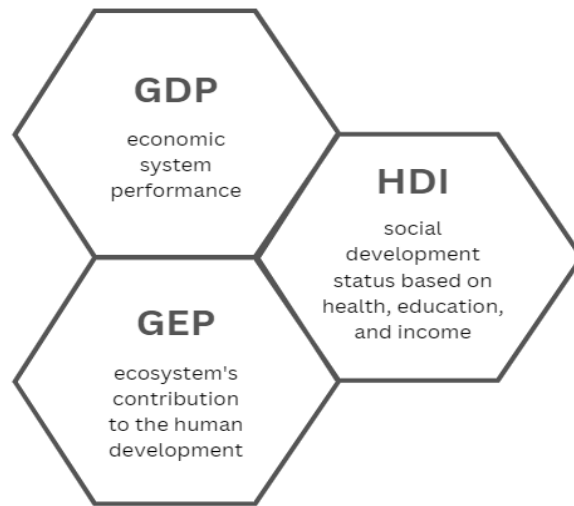 GDP
economic
system
performance
HDI
social
development
status based on
health, education,
and income
GEP
ecosystem's
contribution
to the human
development